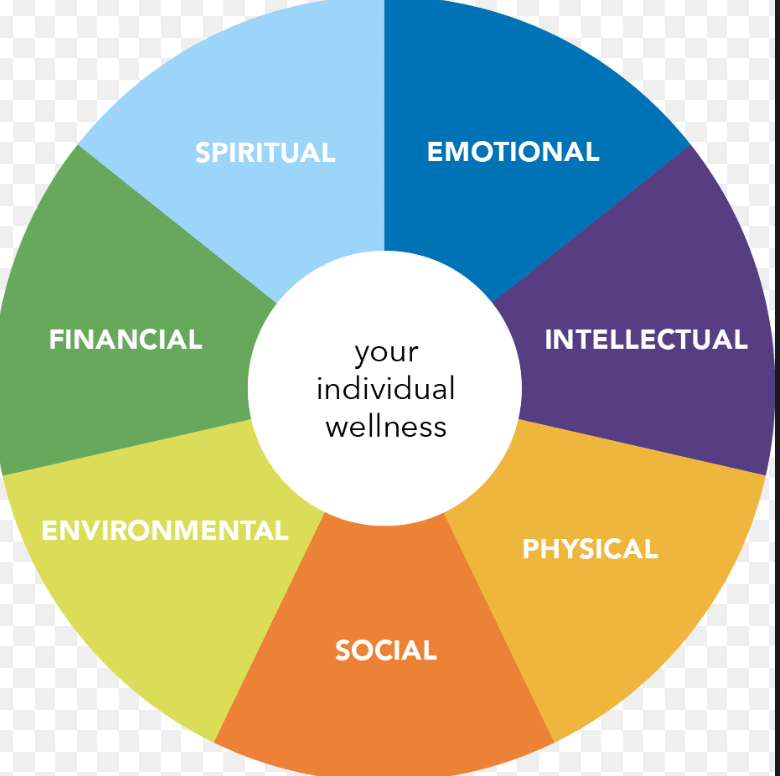 SPIRITUAL
EMOTIONAL
FINANCIAL
your
individual
wellness
INTELLECTUAL
ENVIRONMENTAL
PHYSICAL
SOCIAL